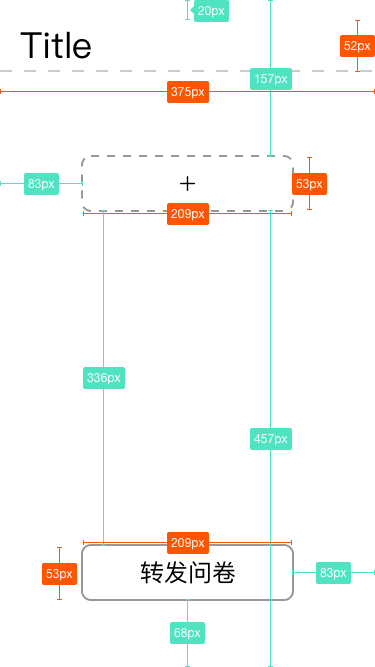 20px
Title
52px
157px
375px
+
83px
53px
209px
336px
457px
209px
转发问卷
53px
83px
68px